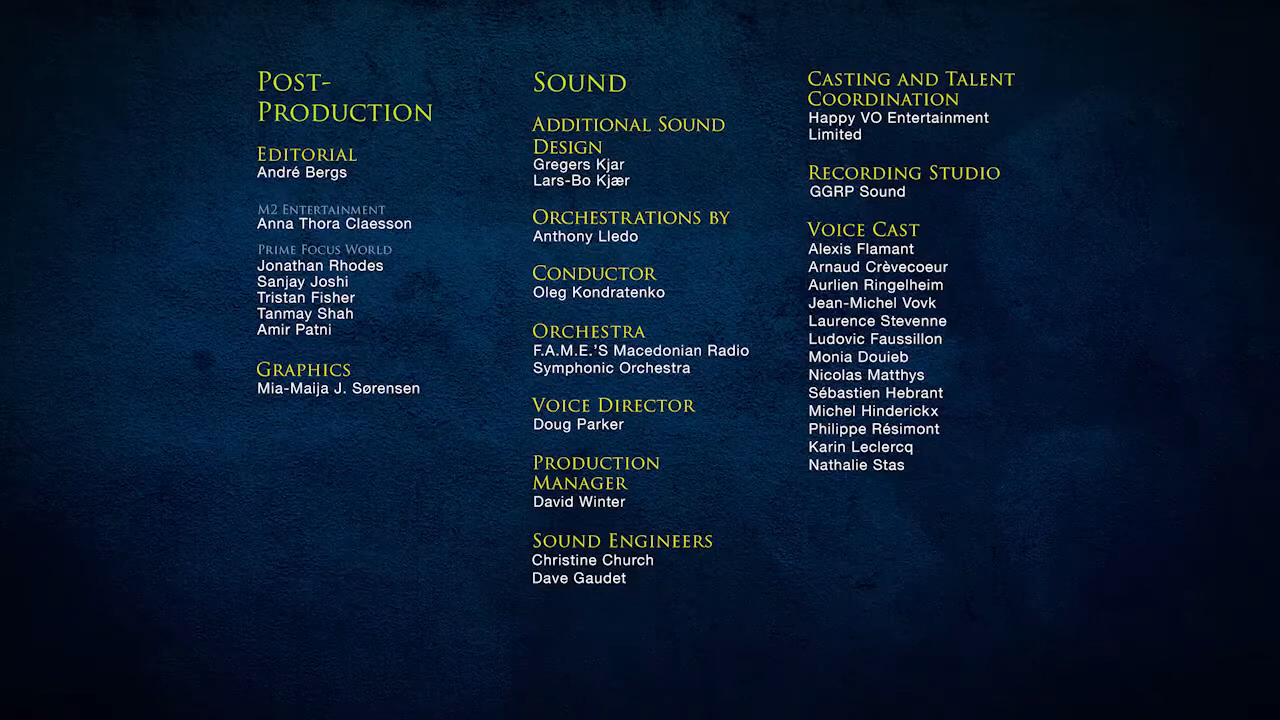 POST-
PRODUCTION
EDITORIAL
André Bergs
M2 ENTERTAINMENT
Anna Thora Claesson
PRIME FOCUS WORLD
Jonathan Rhodes
Sanjay Joshi
Tristan Fisher
Tanmay Shah
Amir Patni
GRAPHICS
Mia-Maija J. Sørensen
SOUND
ADDITIONAL SOUND
DESIGN
Gregers Kjar
Lars-Bo Kjær
ORCHESTRATIONS BY
Anthony Lledo
CONDUCTOR
Oleg Kondratenko
ORCHESTRA
F.A.M.E.'S Macedonian Radio
Symphonic Orchestra
VOICE DIRECTOR
Doug Parker
PRODUCTION
MANAGER
David Winter
SOUND ENGINEERS
Christine Church
Dave Gaudet
CASTING AND TALENT
COORDINATION
Happy VO Entertainment
Limited
RECORDING STUDIO
GGRP Sound
VOICE CAST
Alexis Flamant
Arnaud Crèvecoeur
Aurlien Ringelheim
Jean-Michel Vovk
Laurence Stevenne
Ludovic Faussillon
Monia Douieb
Nicolas Matthys
Sébastien Hebrant
Michel Hinderickx
Philippe Résimont
Karin Leclercq
Nathalie Stas